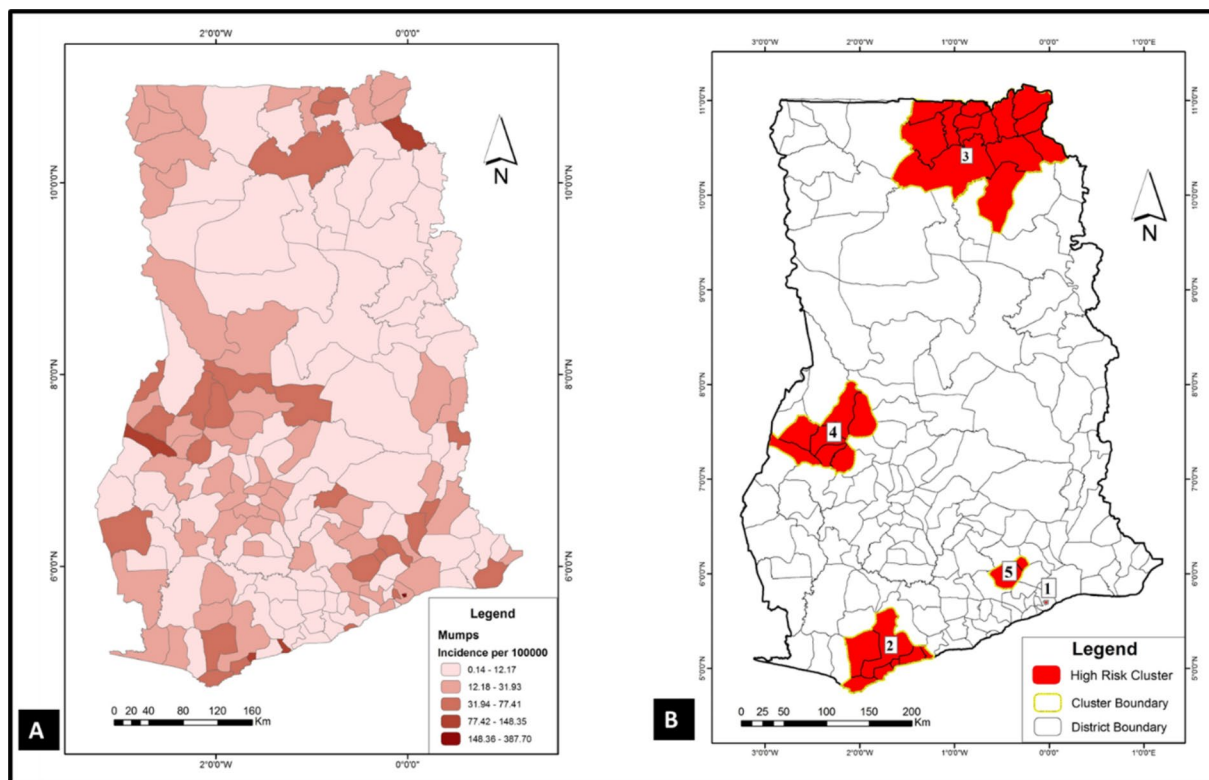 2°0'0"W
0°0'0"
N
10°0'0"N
8°0'0"N
6°0'0"N
10°0'0"N
8°0'0"N
6°0'0"N
Legend
Mumps
Incidence per 100000
0.14 - 12.17
12.18 - 31.93
31.94 - 77.41
77.42 - 148.35
148.36 - 387.70
0 20 40 80 120 160
Km
A
2°0'0"W
0°0'0"
3°0'0"W
2°0'0"W
1°0'0"W
0°0'0"
1°0'0"E
11°0'0"N
10°0'0"N
9°0'0"N
8°0'0"N
7°0'0"N
6°0'0"N
5°0'0"N
11°0'0"N
10°0'0"N
9°0'0"N
8°0'0"N
7°0'0"N
6°0'0"N
5°0'0"N
N
3
4
5
1
2
Legend
High Risk Cluster
Cluster Boundary
District Boundary
0 25 50 100 150 200
Km
B
3°0'0"W
2°0'0"W
1°0'0"W
0°0'0"
1°0'0"E